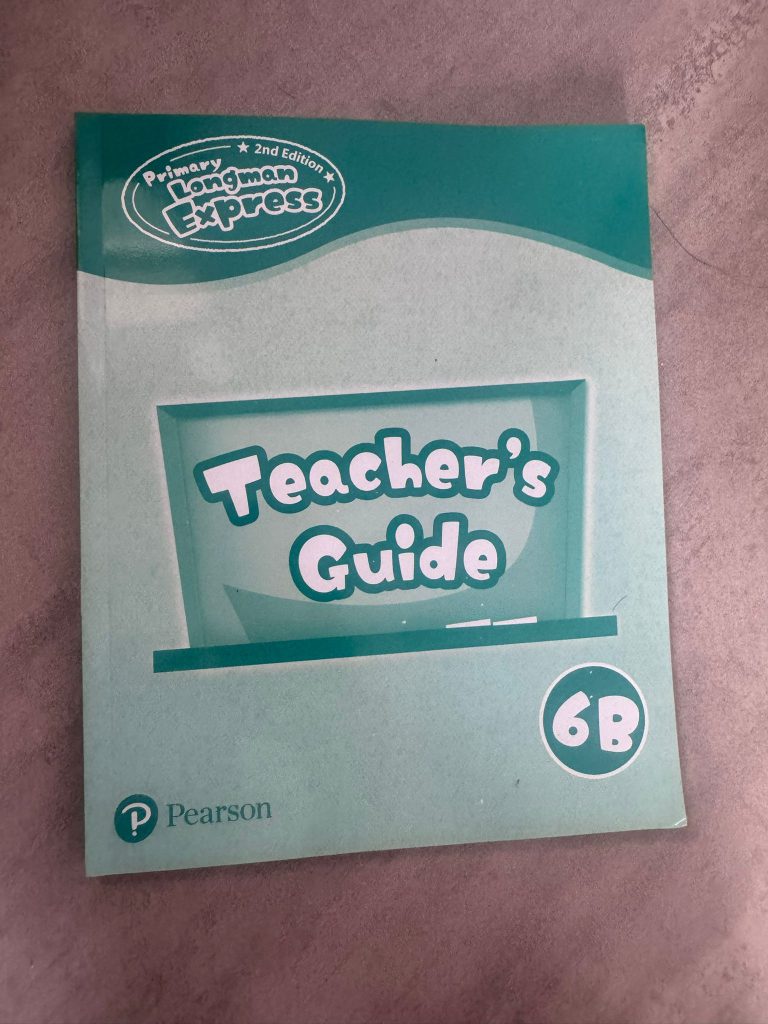 2nd Edition
Primary
Longman
Express
Teacher's
Guide
6B
Pearson